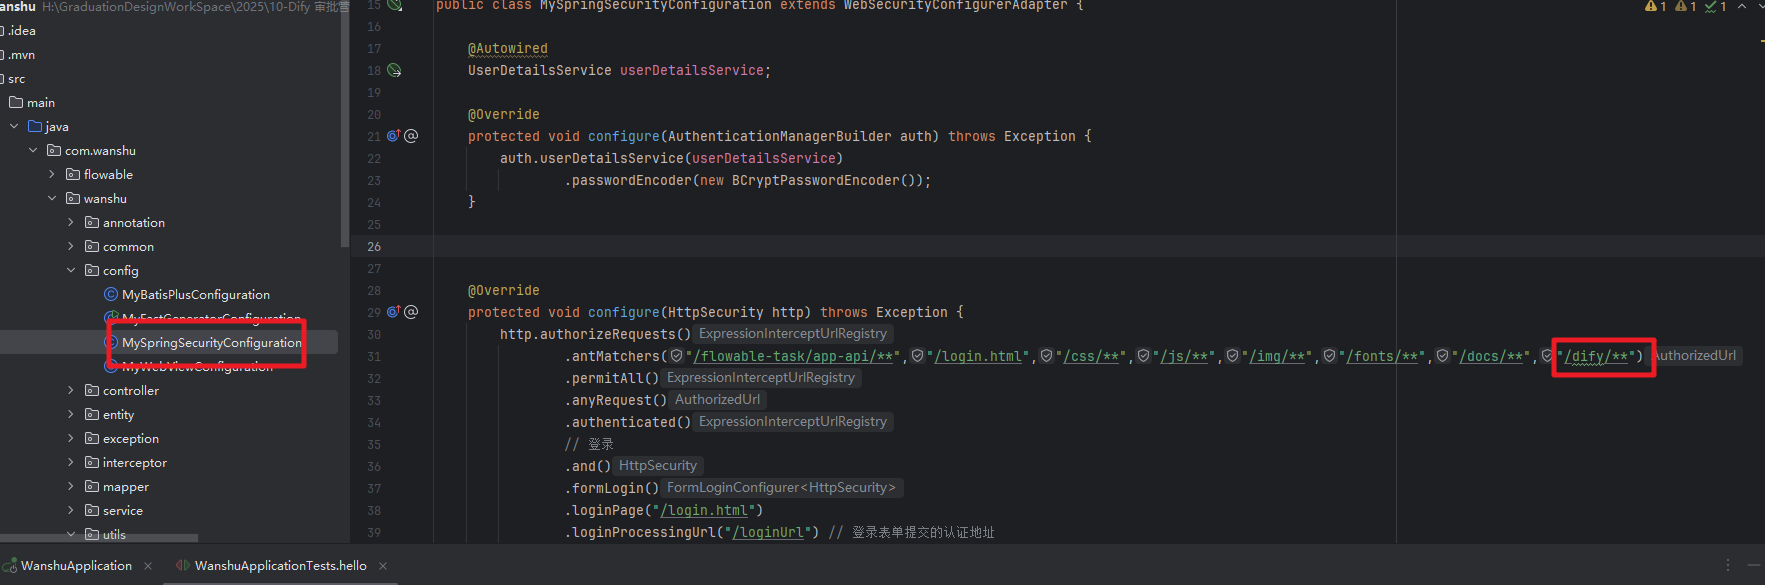 anshu H:\GraduationDesignWorkSpace\2025\10-Dify 审批管
.idea
.mvn
src
main
java
com.wanshu
flowable
wanshu
annotation
common
config
MyBatisPlusConfiguration
MyFastGeneratorConfiguration
MySpringSecurityConfiguration
MyWebViewConfiguration
controller
entity
exception
interceptor
mapper
service
utils
15 public class MySpringSecurityConfiguration extends WebSecurityConfigurerAdapter {
16
17 @Autowired
18 UserDetailsService userDetailsService;
19
20 @Override
21 protected void configure(AuthenticationManagerBuilder auth) throws Exception {
22 auth.userDetailsService(userDetailsService)
23 .passwordEncoder(new BCryptPasswordEncoder());
24 }
25
26
27
28 @Override
29 protected void configure(HttpSecurity http) throws Exception {
30 http.authorizeRequests() ExpressionInterceptUrlRegistry
31 .antMatchers("/flowable-task/app-api/**","/login.html","/css/**","/js/**","/img/**","/fonts/**","/docs/**","/dify/**") AuthorizedUrl
32 .permitAll() ExpressionInterceptUrlRegistry
33 .anyRequest() AuthorizedUrl
34 .authenticated() ExpressionInterceptUrlRegistry
35 // 登录
36 .and() HttpSecurity
37 .formLogin() FormLoginConfigurer<HttpSecurity>
38 .loginPage("/login.html")
39 .loginProcessingUrl("/loginUrl") // 登录表单提交的认证地址
1 1 1
WanshuApplication
WanshuApplicationTests.hello